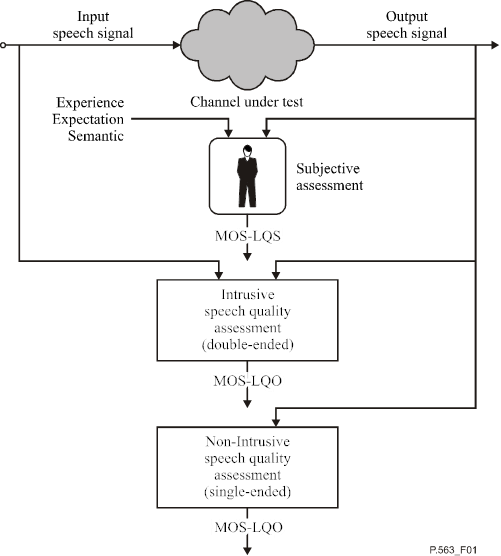 Input
speech signal
Output
speech signal
Channel under test
Experience
Expectation
Semantic
Subjective
assessment
MOS-LQS
Intrusive
speech quality
assessment
(double-ended)
MOS-LQO
Non-Intrusive
speech quality
assessment
(single-ended)
MOS-LQO
P.563_F01